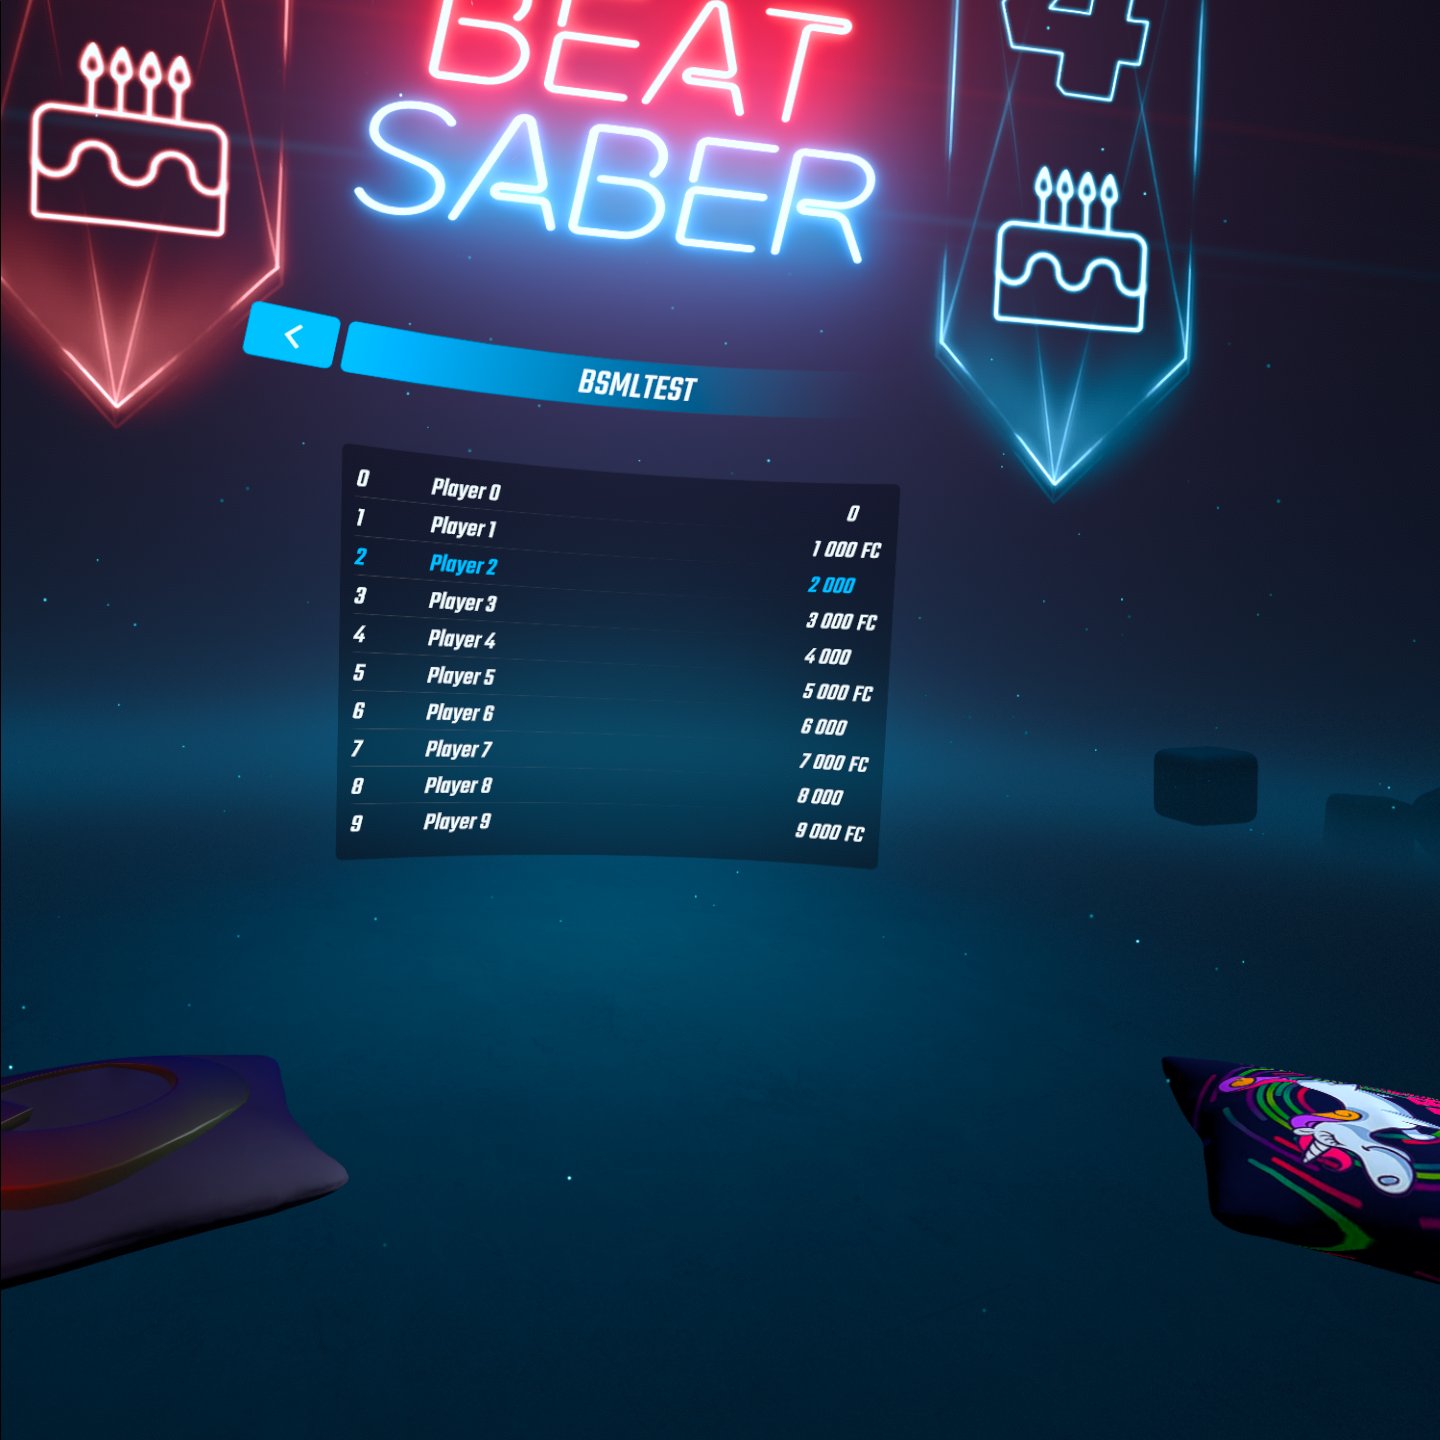 BEAT
SABER
4
BSMLTEST
0 Player 0 0
1 Player 1 1 000 FC
2 Player 2 2 000
3 Player 3 3 000 FC
4 Player 4 4 000
5 Player 5 5 000 FC
6 Player 6 6 000
7 Player 7 7 000 FC
8 Player 8 8 000
9 Player 9 9 000 FC